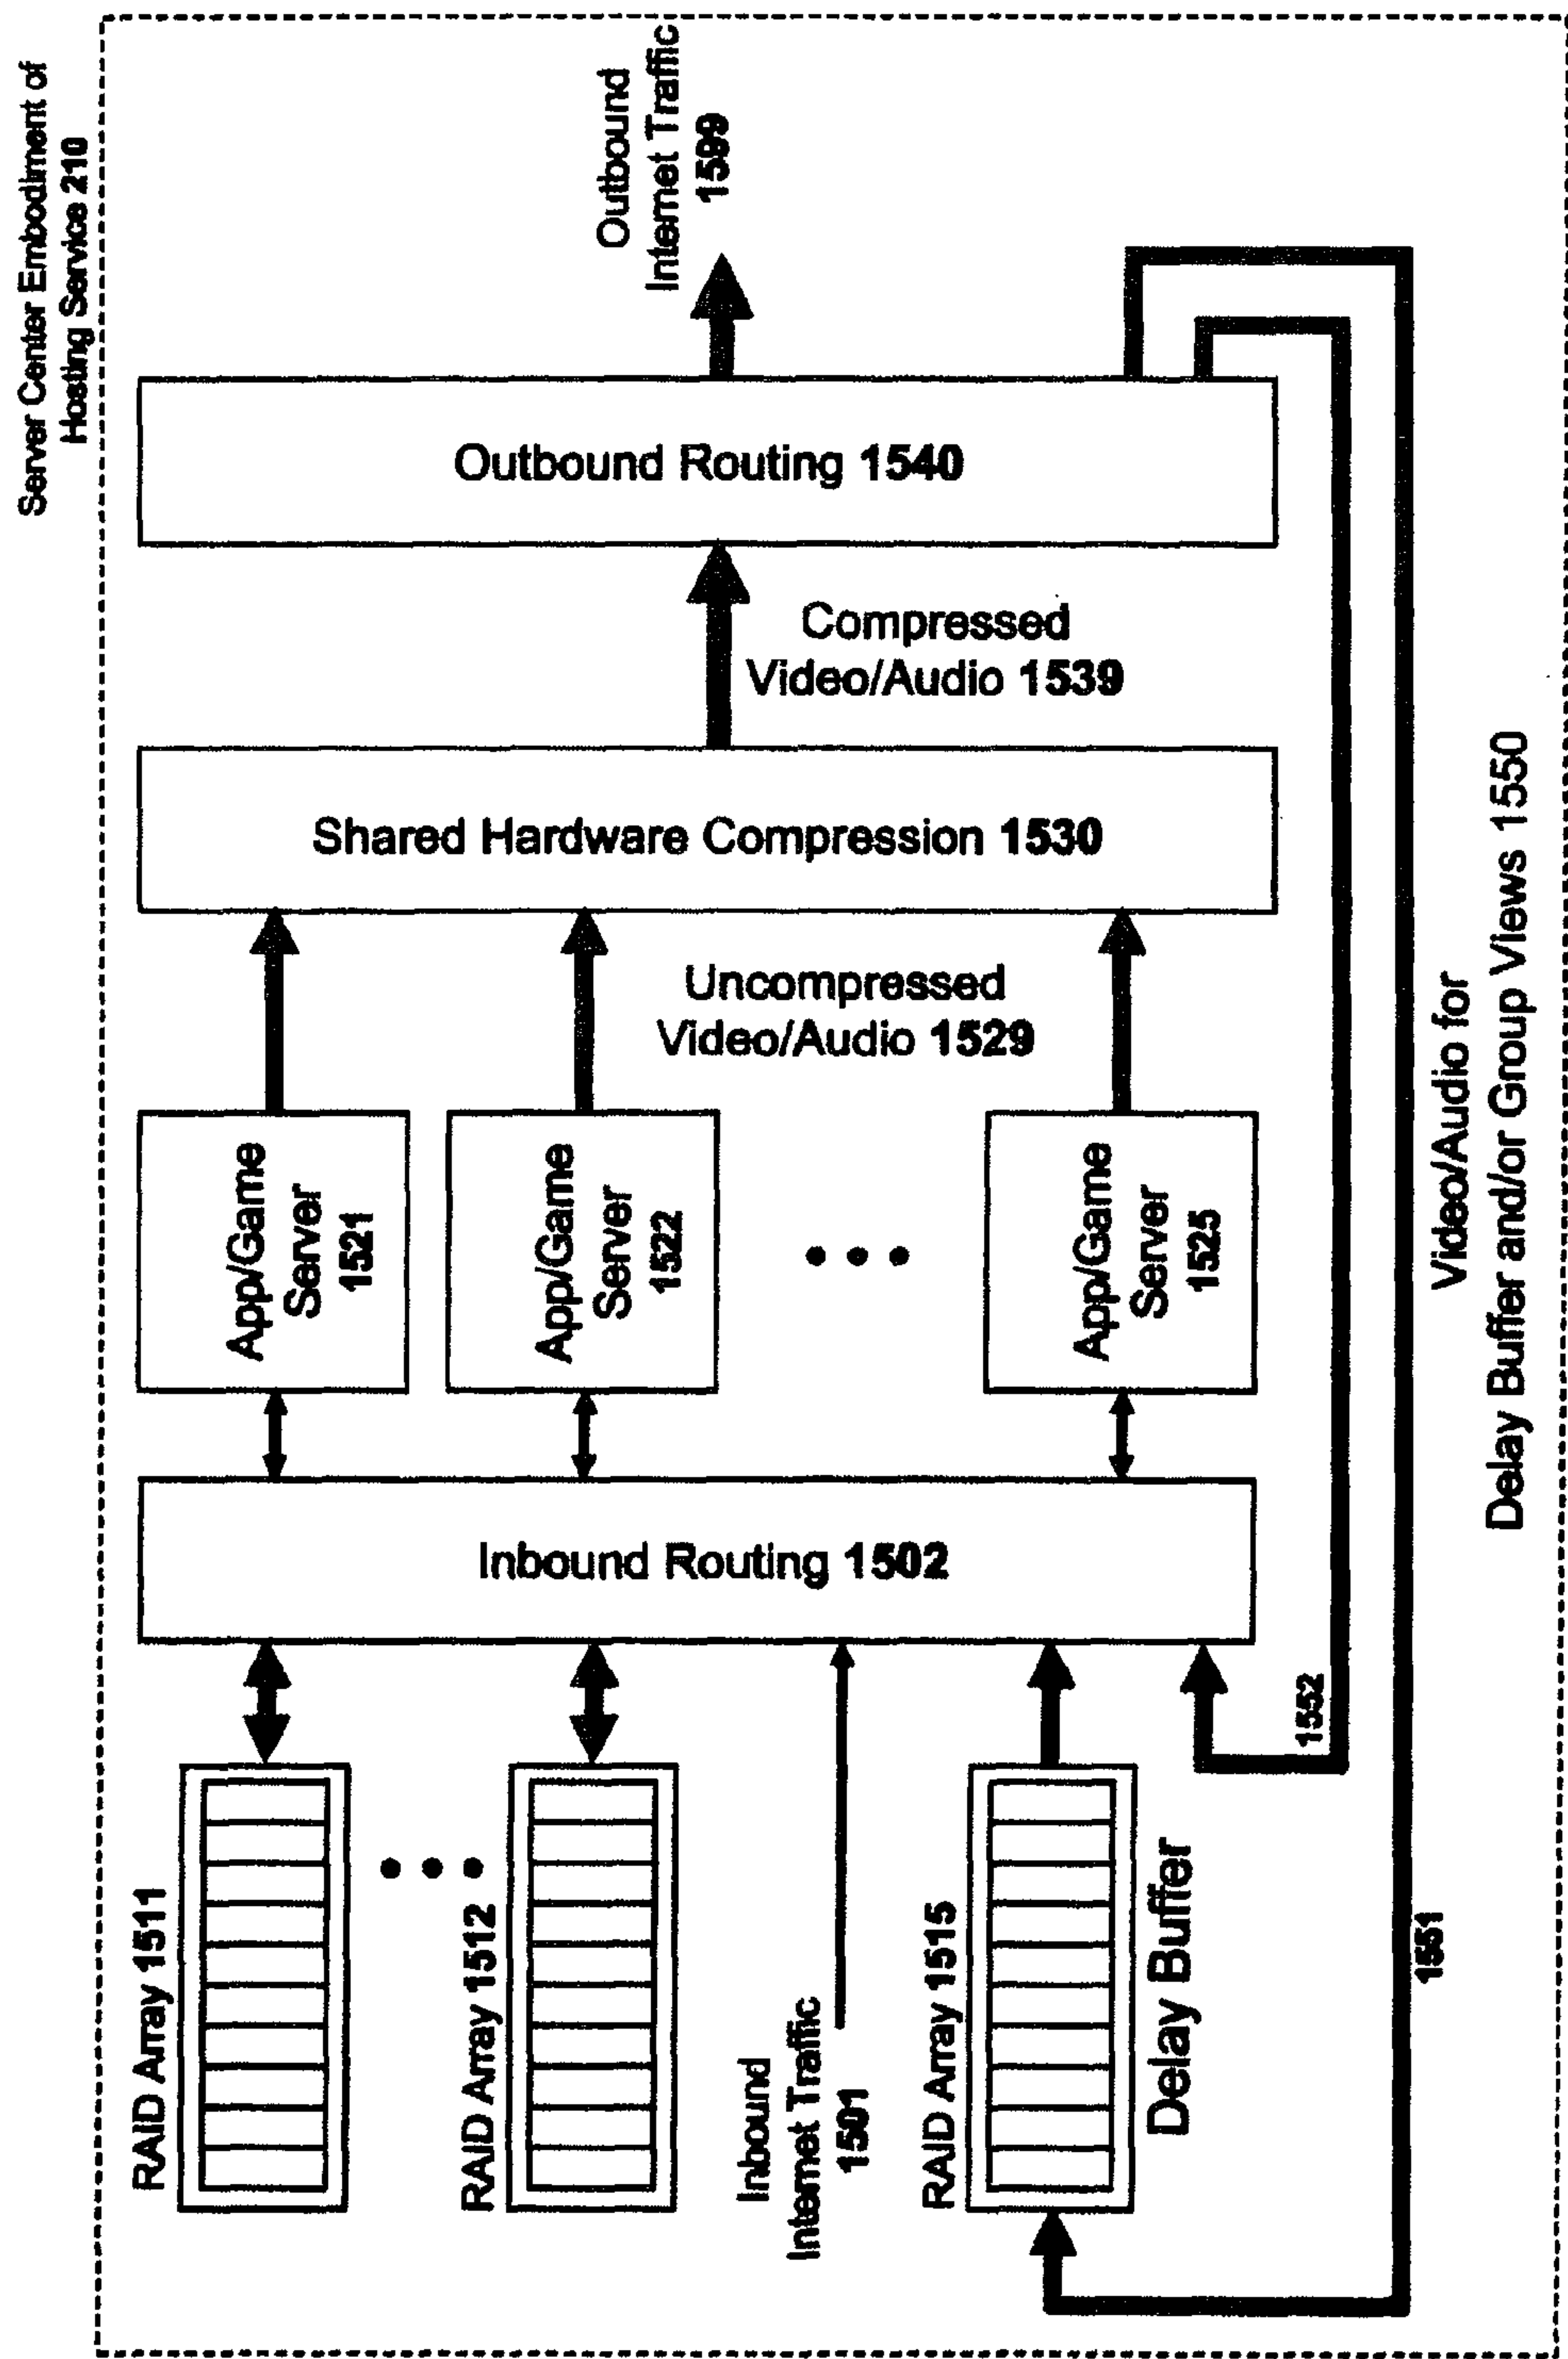 Server Center Embodiment of
Hosting Service 210
RAID Array 1511
RAID Array 1512
Inbound
Internet Traffic
1501
RAID Array 1515
Delay Buffer
Inbound Routing 1502
App/Game
Server
1521
App/Game
Server
1522
App/Game
Server
1525
Uncompressed
Video/Audio 1529
Shared Hardware Compression 1530
Compressed
Video/Audio 1539
Outbound Routing 1540
Outbound
Internet Traffic
1599
1552
1551
Video/Audio for
Delay Buffer and/or Group Views 1550